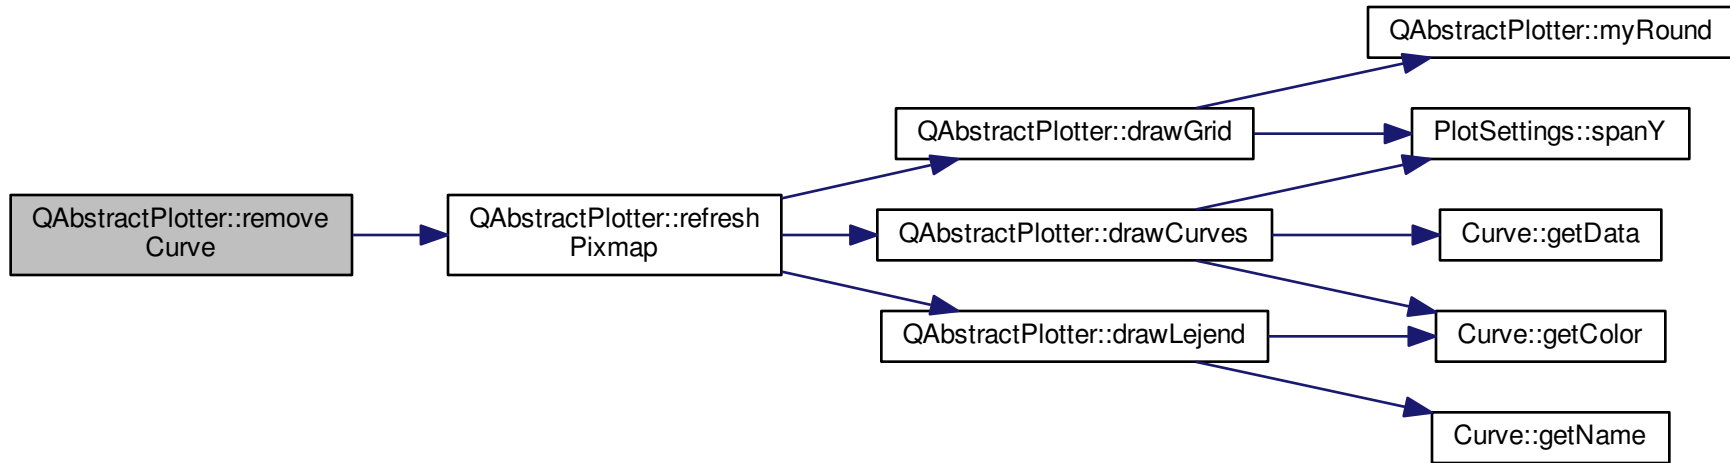 QAbstractPlotter::remove
Curve
QAbstractPlotter::refresh
Pixmap
QAbstractPlotter::drawGrid
QAbstractPlotter::drawCurves
QAbstractPlotter::drawLejend
QAbstractPlotter::myRound
PlotSettings::spanY
Curve::getData
Curve::getColor
Curve::getName